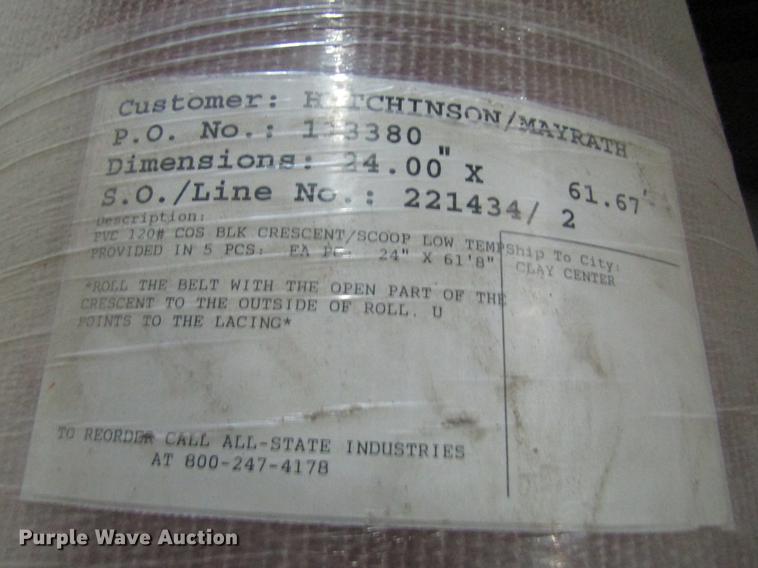 Customer: HUTCHINSON/MAYRATH
P.O. No.: 113380
Dimensions: 24.00" X 61.67'
S.O./Line No.: 221434/ 2
Description:
PVC 120# COS BLK CRESCENT/SCOOP LOW TEMP
PROVIDED IN 5 PCS: EA PC. 24" X 61'8"
Ship To City:
CLAY CENTER
*ROLL THE BELT WITH THE OPEN PART OF THE
CRESCENT TO THE OUTSIDE OF ROLL. U
POINTS TO THE LACING*
TO REORDER CALL ALL-STATE INDUSTRIES
AT 800-247-4178
Purple Wave Auction